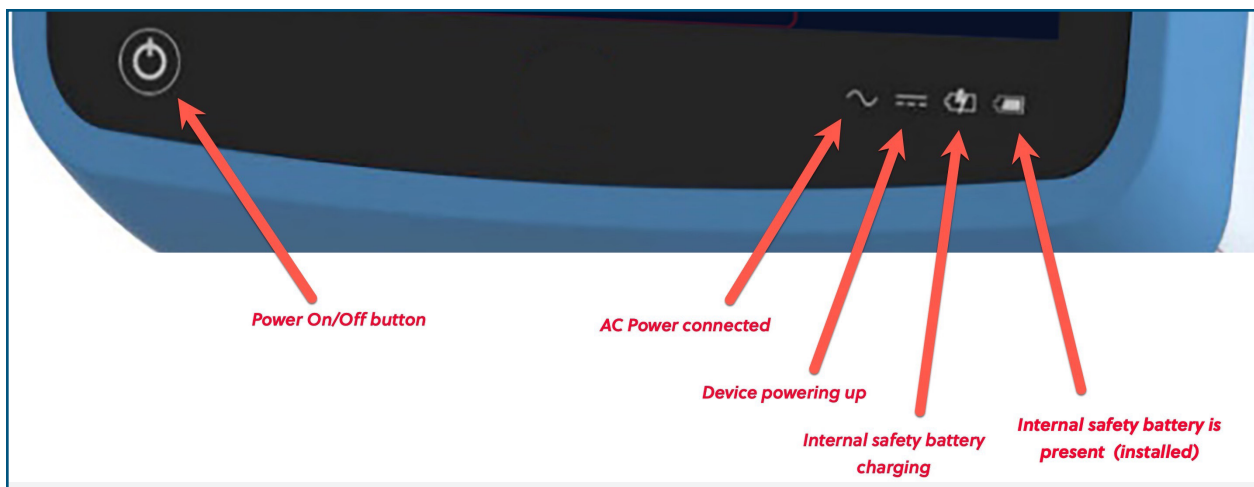 Power On/Off button
AC Power connected
Device powering up
Internal safety battery
charging
Internal safety battery is
present (installed)